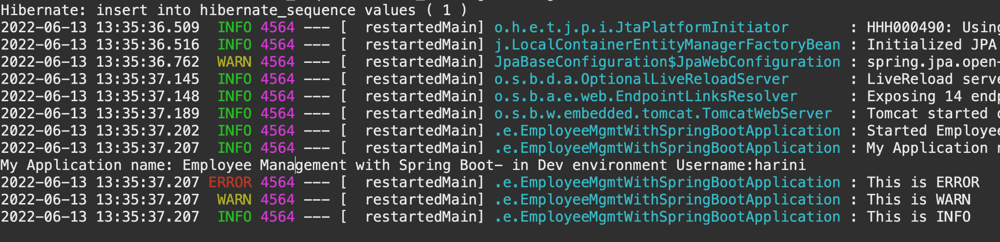 Hibernate: insert into hibernate_sequence values ( 1 )
2022-06-13 13:35:36.509  INFO 4564 --- [  restartedMain] o.h.e.t.j.p.i.JtaPlatformInitiator       : HHH000490: Using
2022-06-13 13:35:36.516  INFO 4564 --- [  restartedMain] j.LocalContainerEntityManagerFactoryBean : Initialized JPA
2022-06-13 13:35:36.762  WARN 4564 --- [  restartedMain] JpaBaseConfiguration$JpaWebConfiguration : spring.jpa.open-
2022-06-13 13:35:37.145  INFO 4564 --- [  restartedMain] o.s.b.d.a.OptionalLiveReloadServer       : LiveReload serve
2022-06-13 13:35:37.148  INFO 4564 --- [  restartedMain] o.s.b.a.e.web.EndpointLinksResolver      : Exposing 14 endp
2022-06-13 13:35:37.189  INFO 4564 --- [  restartedMain] o.s.b.w.embedded.tomcat.TomcatWebServer  : Tomcat started
2022-06-13 13:35:37.202  INFO 4564 --- [  restartedMain] .e.EmployeeMgmtWithSpringBootApplication : Started Employee
2022-06-13 13:35:37.207  INFO 4564 --- [  restartedMain] .e.EmployeeMgmtWithSpringBootApplication : My Application
My Application name: Employee Management with Spring Boot- in Dev environment Username:harini
2022-06-13 13:35:37.207 ERROR 4564 --- [  restartedMain] .e.EmployeeMgmtWithSpringBootApplication : This is ERROR
2022-06-13 13:35:37.207  WARN 4564 --- [  restartedMain] .e.EmployeeMgmtWithSpringBootApplication : This is WARN
2022-06-13 13:35:37.207  INFO 4564 --- [  restartedMain] .e.EmployeeMgmtWithSpringBootApplication : This is INFO